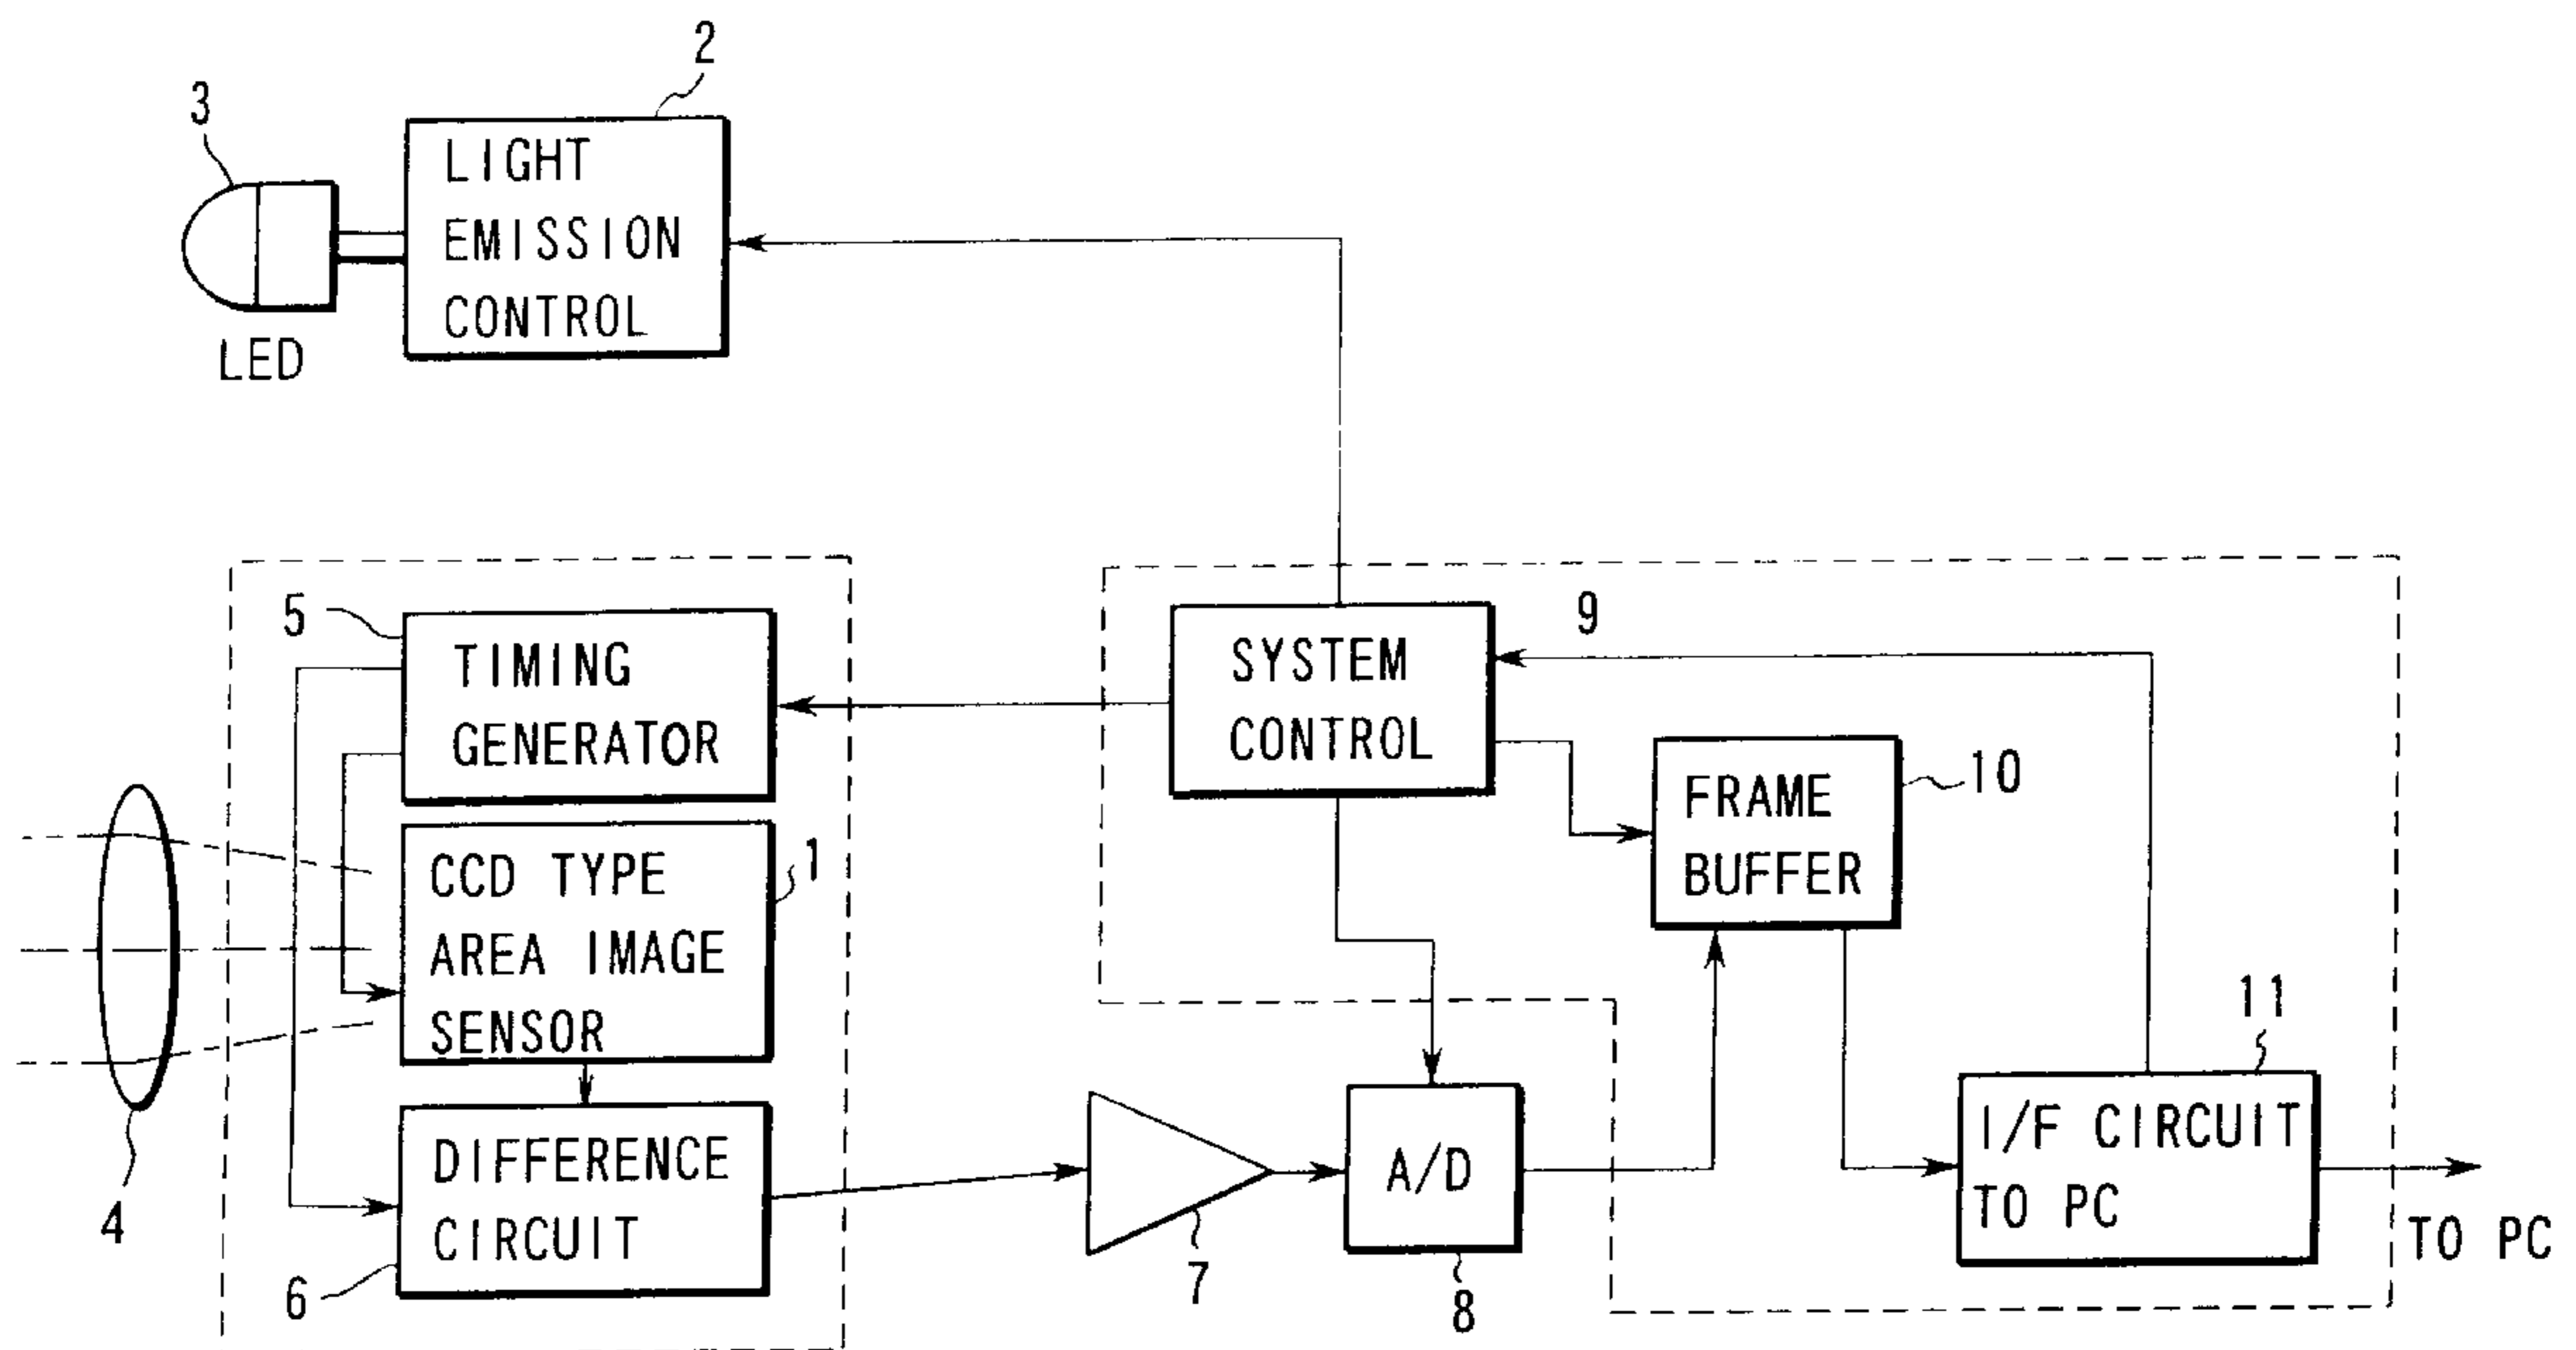 2
3
LIGHT
EMISSION
CONTROL
LED
5
TIMING
GENERATOR
SYSTEM
CONTROL
9
FRAME
BUFFER
10
CCD TYPE
AREA IMAGE
SENSOR
1
4
DIFFERENCE
CIRCUIT
6
7
A/D
8
11
I/F CIRCUIT
TO PC
TO PC